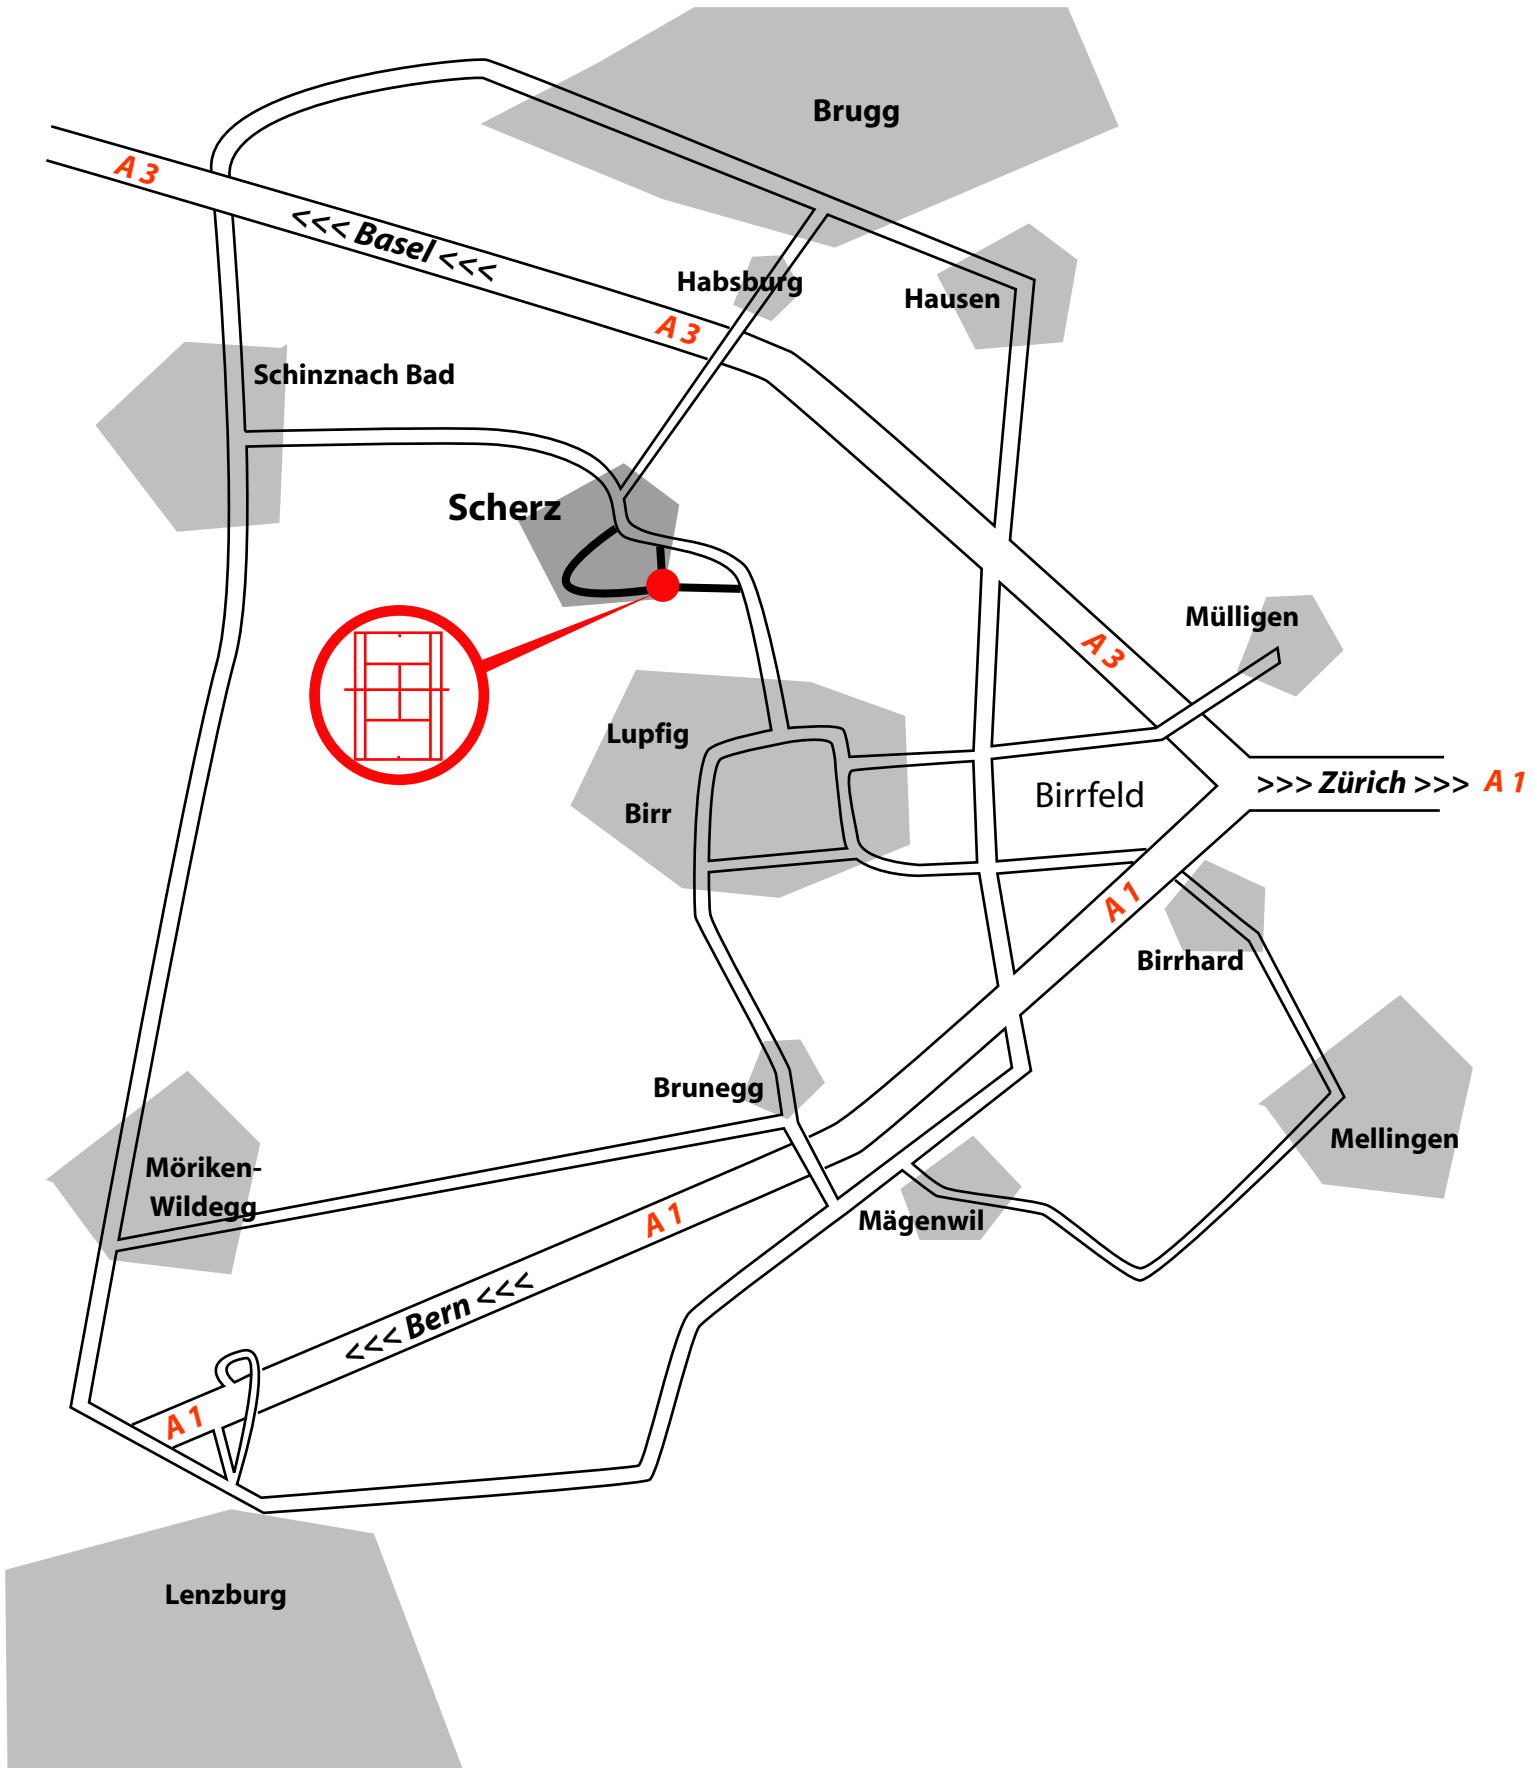 Brugg
A 3
<<< Basel <<<
Habsburg
Hausen
A 3
Schinznach Bad
Scherz
Mülligen
A 3
Lupfig
>>> Zürich >>> A 1
Birrfeld
Birr
A 1
Birrhard
Brunegg
Mellingen
Möriken-
Wildegg
A 1
Mägenwil
<<< Bern <<<
A 1
Lenzburg